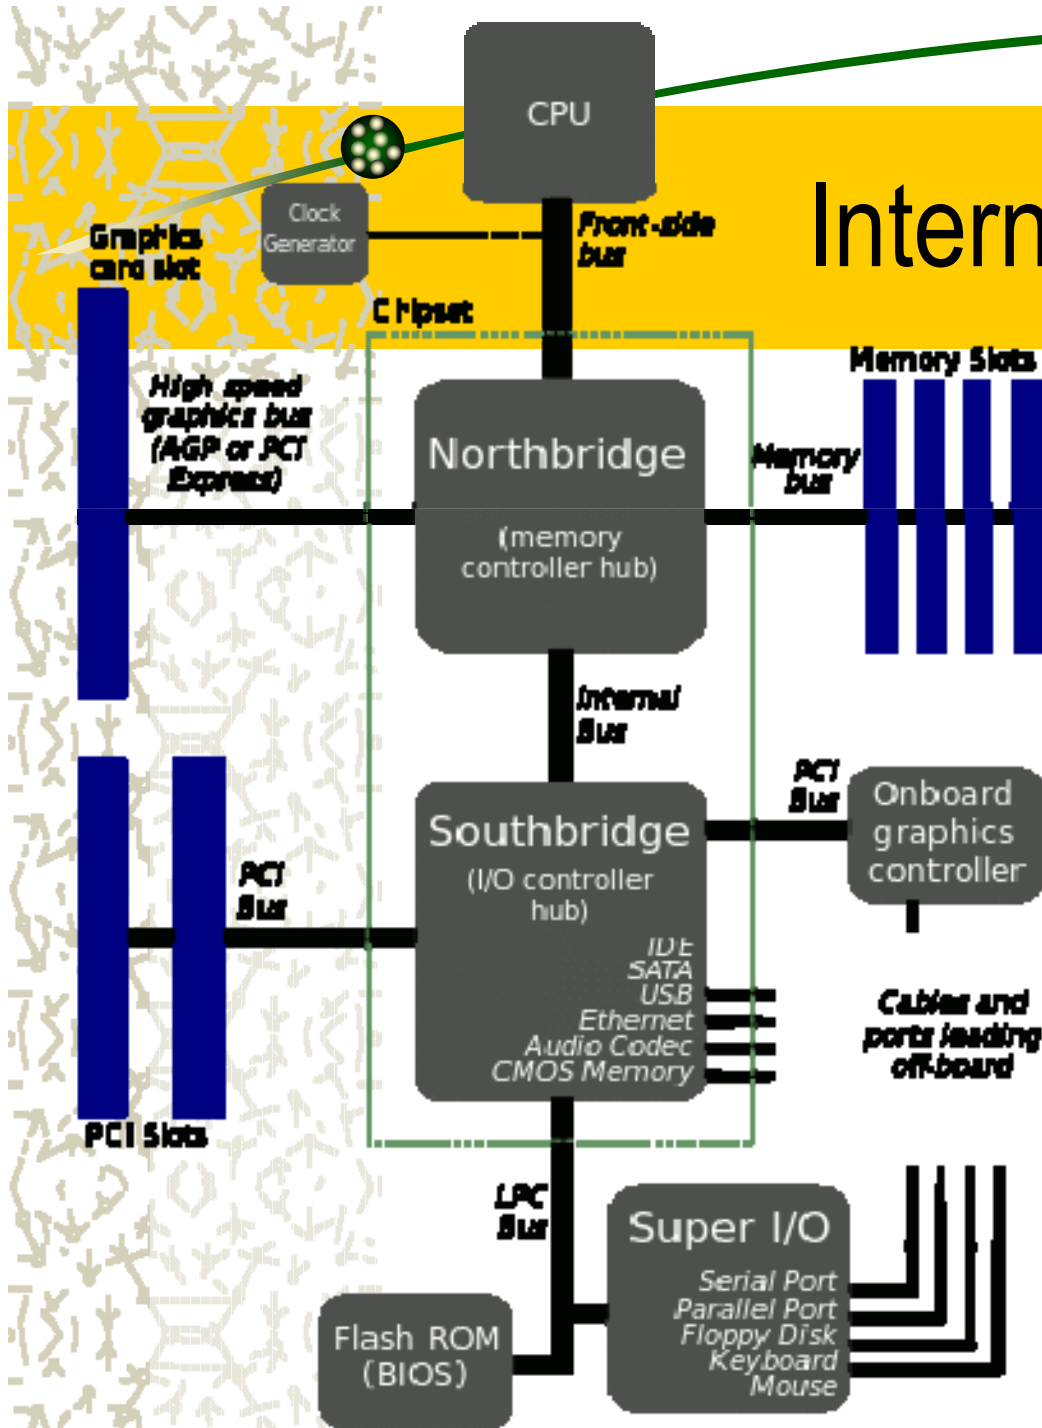 CPU
Intern
Clock
Generator
Front-side
bus
Graphics
card slot
Chipset
Memory Slots
High speed
graphics bus
(AGP or PCI
Express)
Northbridge
(memory
controller hub)
Memory
bus
Internal
Bus
PCI
Bus
Onboard
graphics
controller
Southbridge
(I/O controller
hub)
PCI
Bus
IDE
SATA
USB
Ethernet
Audio Codec
CMOS Memory
Cables and
ports leading
off-board
PCI Slots
LPC
Bus
Super I/O
Serial Port
Parallel Port
Floppy Disk
Keyboard
Mouse
Flash ROM
(BIOS)